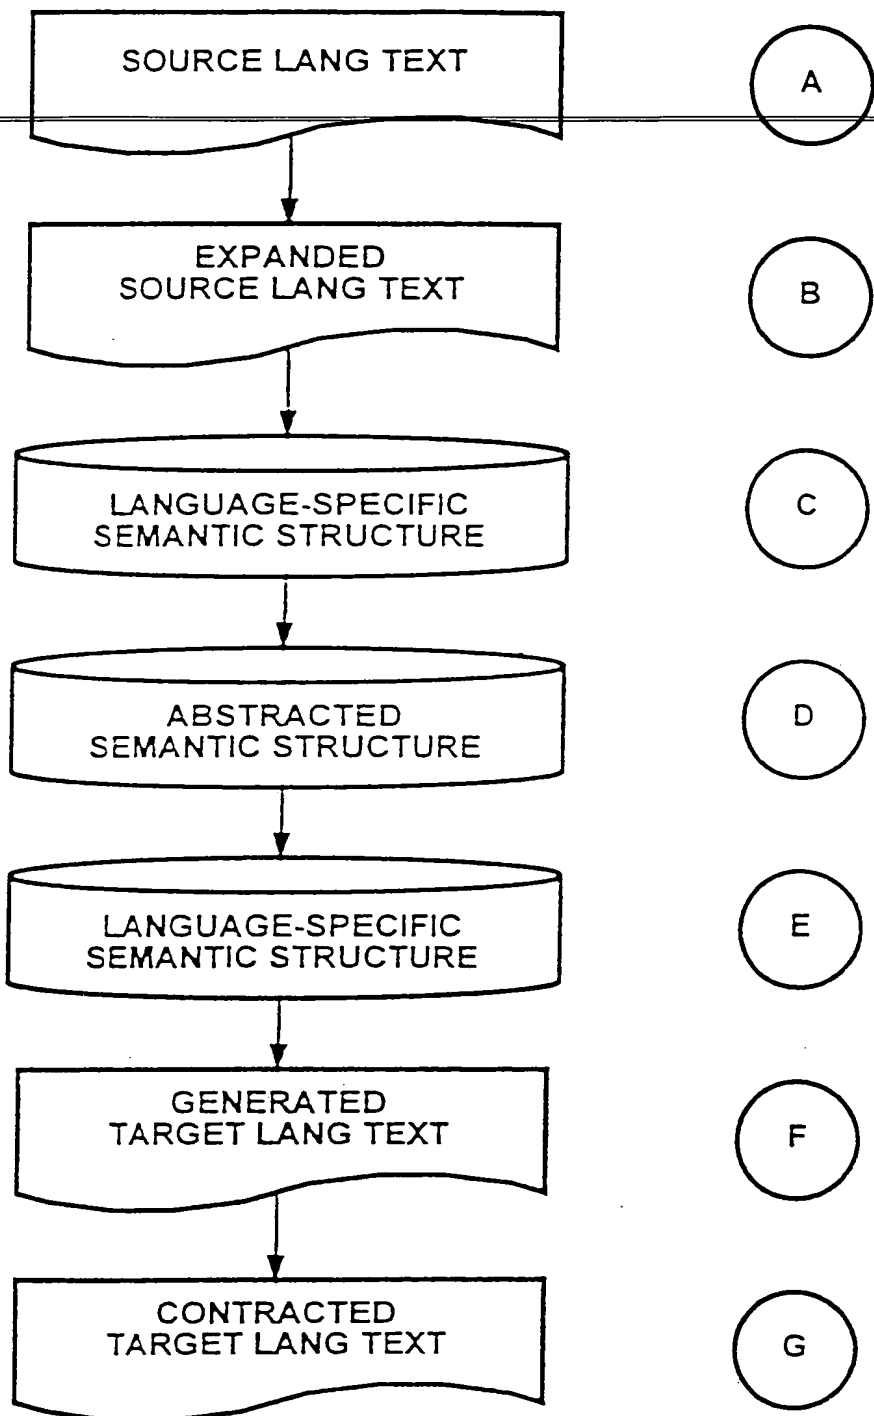 SOURCE LANG TEXT
A
EXPANDED
SOURCE LANG TEXT
B
LANGUAGE-SPECIFIC
SEMANTIC STRUCTURE
C
ABSTRACTED
SEMANTIC STRUCTURE
D
LANGUAGE-SPECIFIC
SEMANTIC STRUCTURE
E
GENERATED
TARGET LANG TEXT
F
CONTRACTED
TARGET LANG TEXT
G